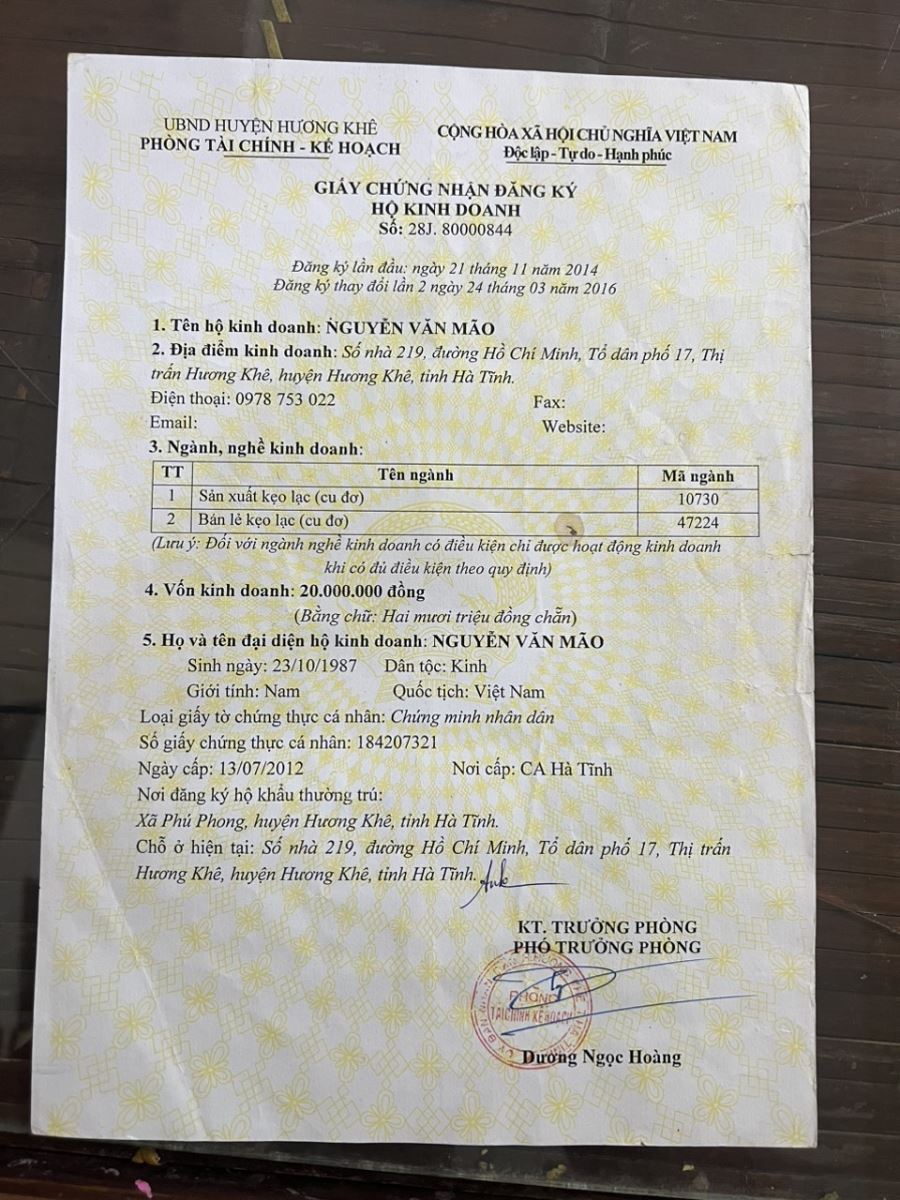 UBND HUYỆN HƯƠNG KHÊ
PHÒNG TÀI CHÍNH - KẾ HOẠCH
CỘNG HÒA XÃ HỘI CHỦ NGHĨA VIỆT NAM
Độc lập - Tự do - Hạnh phúc
GIẤY CHỨNG NHẬN ĐĂNG KÝ
HỘ KINH DOANH
Số: 28J. 80000844
Đăng ký lần đầu: ngày 21 tháng 11 năm 2014
Đăng ký thay đổi lần 2 ngày 24 tháng 03 năm 2016
1. Tên hộ kinh doanh: NGUYỄN VĂN MÃO
2. Địa điểm kinh doanh: Số nhà 219, đường Hồ Chí Minh, Tổ dân phố 17, Thị
trấn Hương Khê, huyện Hương Khê, tỉnh Hà Tĩnh.
Điện thoại: 0978 753 022 Fax:
Email: Website:
3. Ngành, nghề kinh doanh:
TT Tên ngành Mã ngành
1 Sản xuất kẹo lạc (cu đơ) 10730
2 Bán lẻ kẹo lạc (cu đơ) 47224
(Lưu ý: Đối với ngành nghề kinh doanh có điều kiện chỉ được hoạt động kinh doanh
khi có đủ điều kiện theo quy định)
4. Vốn kinh doanh: 20.000.000 đồng
(Bằng chữ: Hai mươi triệu đồng chẵn)
5. Họ và tên đại diện hộ kinh doanh: NGUYỄN VĂN MÃO
Sinh ngày: 23/10/1987 Dân tộc: Kinh
Giới tính: Nam Quốc tịch: Việt Nam
Loại giấy tờ chứng thực cá nhân: Chứng minh nhân dân
Số giấy chứng thực cá nhân: 184207321
Ngày cấp: 13/07/2012 Nơi cấp: CA Hà Tĩnh
Nơi đăng ký hộ khẩu thường trú:
Xã Phú Phong, huyện Hương Khê, tỉnh Hà Tĩnh.
Chỗ ở hiện tại: Số nhà 219, đường Hồ Chí Minh, Tổ dân phố 17, Thị trấn
Hương Khê, huyện Hương Khê, tỉnh Hà Tĩnh.
KT. TRƯỞNG PHÒNG
PHÓ TRƯỞNG PHÒNG
PHÒNG
TÀI CHÍNH KẾ HOẠCH
Dương Ngọc Hoàng